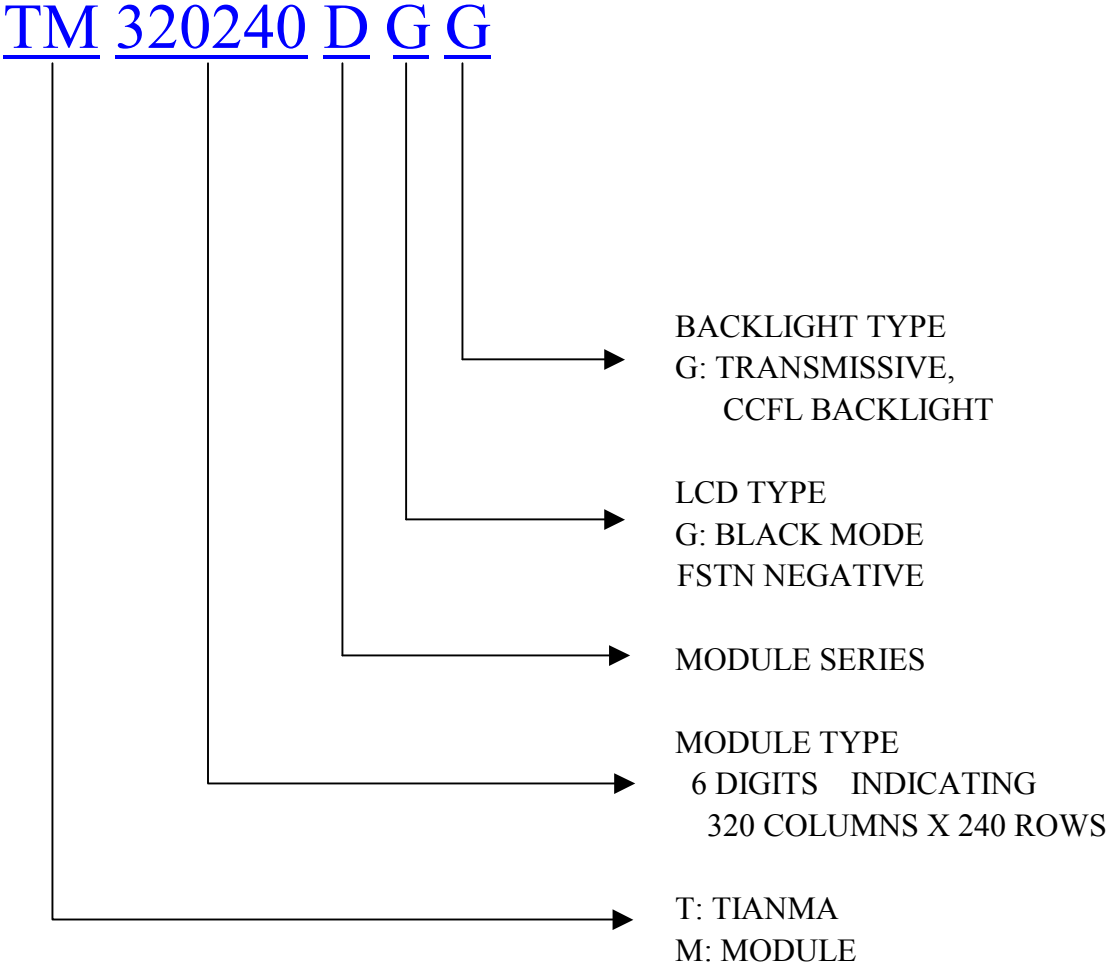 TM 320240 D G G
BACKLIGHT TYPE
G: TRANSMISSIVE,
CCFL BACKLIGHT
LCD TYPE
G: BLACK MODE
FSTN NEGATIVE
MODULE SERIES
MODULE TYPE
6 DIGITS INDICATING
320 COLUMNS X 240 ROWS
T: TIANMA
M: MODULE